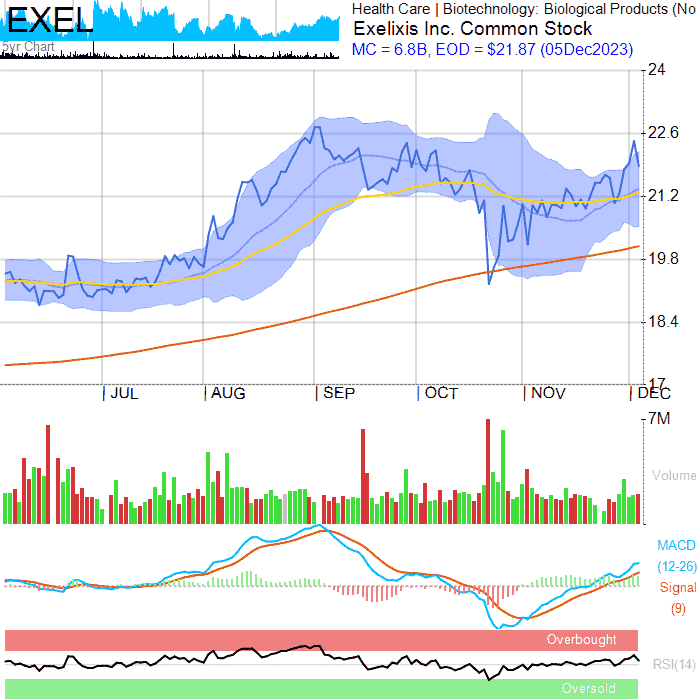 EXEL
5yr Chart
Health Care | Biotechnology: Biological Products (No
Exelixis Inc. Common Stock
MC = 6.8B, EOD = $21.87 (05Dec2023)
24
22.6
21.2
19.8
18.4
17
JUL AUG SEP OCT NOV DEC
7M
Volume
MACD
(12-26)
Signal
(9)
Overbought
RSI(14)
Oversold